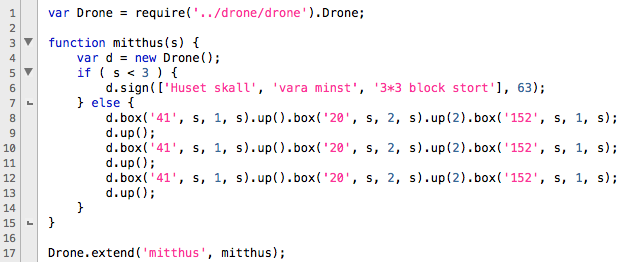 1 var Drone = require('../drone/drone').Drone;
2
3 function mitthus(s) {
4     var d = new Drone();
5     if ( s < 3 ) {
6         d.sign(['Huset skall', 'vara minst', '3*3 block stort'], 63);
7     } else {
8         d.box('41', s, 1, s).up().box('20', s, 2, s).up(2).box('152', s, 1, s);
9         d.up();
10         d.box('41', s, 1, s).up().box('20', s, 2, s).up(2).box('152', s, 1, s);
11         d.up();
12         d.box('41', s, 1, s).up().box('20', s, 2, s).up(2).box('152', s, 1, s);
13         d.up();
14     }
15 }
16
17 Drone.extend('mitthus', mitthus);